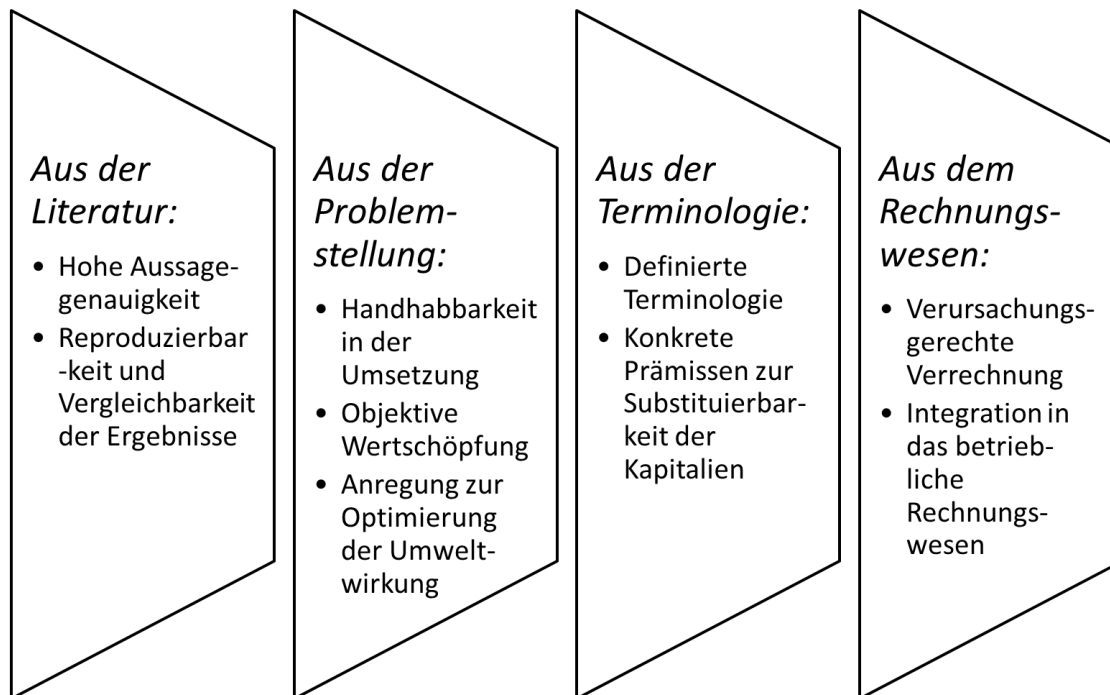 Aus der
Literatur:
• Hohe Aussage-
genauigkeit
• Reproduzierbar
-keit und
Vergleichbarkeit
der Ergebnisse
Aus der
Problem-
stellung:
• Handhabbarkeit
in der
Umsetzung
• Objektive
Wertschöpfung
• Anregung zur
Optimierung
der Umwelt-
wirkung
Aus der
Terminologie:
• Definierte
Terminologie
• Konkrete
Prämissen zur
Substituierbar-
keit der
Kapitalien
Aus dem
Rechnungs-
wesen:
• Verursachungs-
gerechte
Verrechnung
• Integration in
das betrieb-
liche
Rechnungs-
wesen